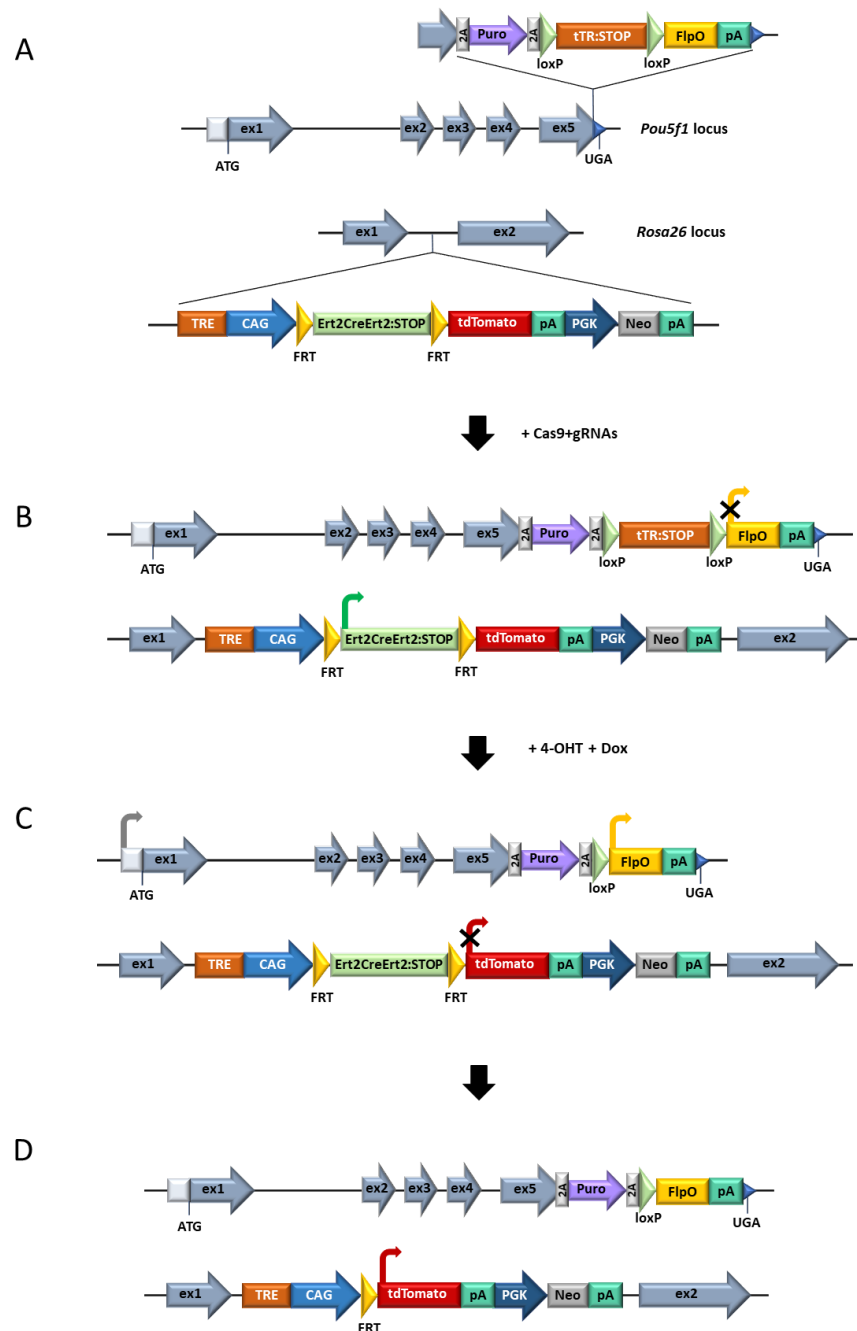 A
2A Puro 2A tTR:STOP FlpO pA
loxP loxP
ex1 ex2 ex3 ex4 ex5 Pou5f1 locus
ATG UGA
ex1 ex2 Rosa26 locus
TRE CAG Ert2CreErt2:STOP tdTomato pA PGK Neo pA
FRT FRT
+ Cas9+gRNAs
B
ex1 ex2 ex3 ex4 ex5 2A Puro 2A tTR:STOP FlpO pA
ATG loxP loxP UGA
ex1 TRE CAG Ert2CreErt2:STOP tdTomato pA PGK Neo pA ex2
FRT FRT
+ 4-OHT + Dox
C
ex1 ex2 ex3 ex4 ex5 2A Puro 2A FlpO pA
ATG loxP UGA
ex1 TRE CAG Ert2CreErt2:STOP tdTomato pA PGK Neo pA ex2
FRT FRT
D
ex1 ex2 ex3 ex4 ex5 2A Puro 2A FlpO pA
ATG loxP UGA
ex1 TRE CAG tdTomato pA PGK Neo pA ex2
FRT